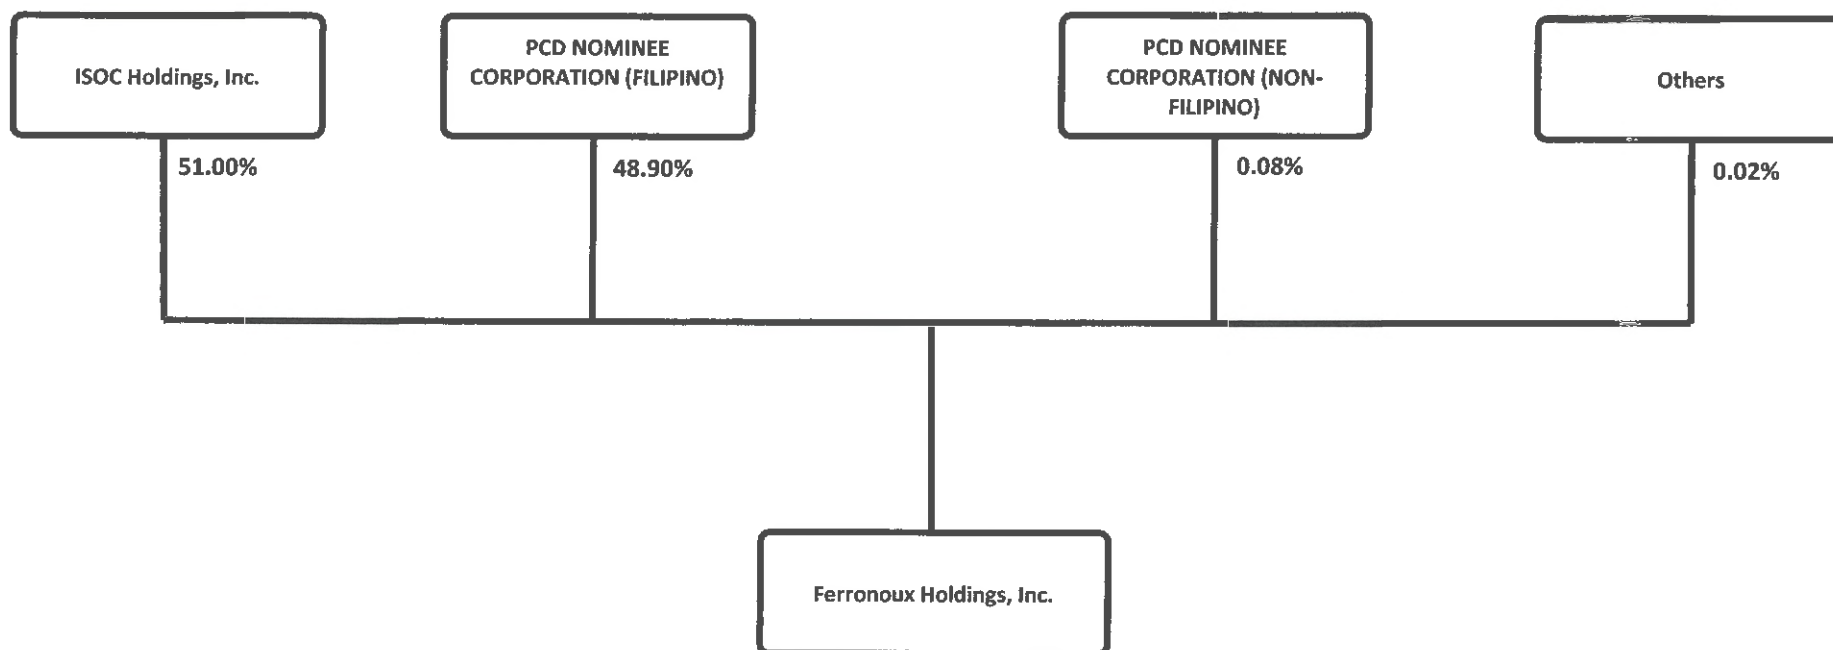 ISOC Holdings, Inc.
PCD NOMINEE
CORPORATION (FILIPINO)
PCD NOMINEE
CORPORATION (NON-
FILIPINO)
Others
51.00%
48.90%
0.08%
0.02%
Ferronoux Holdings, Inc.